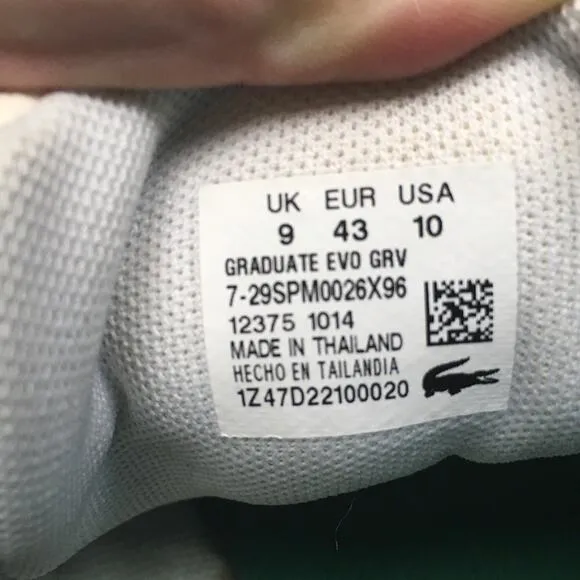 UK EUR USA
9 43 10
GRADUATE EVO GRV
7-29SPM0026X96
12375 1014
MADE IN THAILAND
HECHO EN TAILANDIA
1Z47D22100020